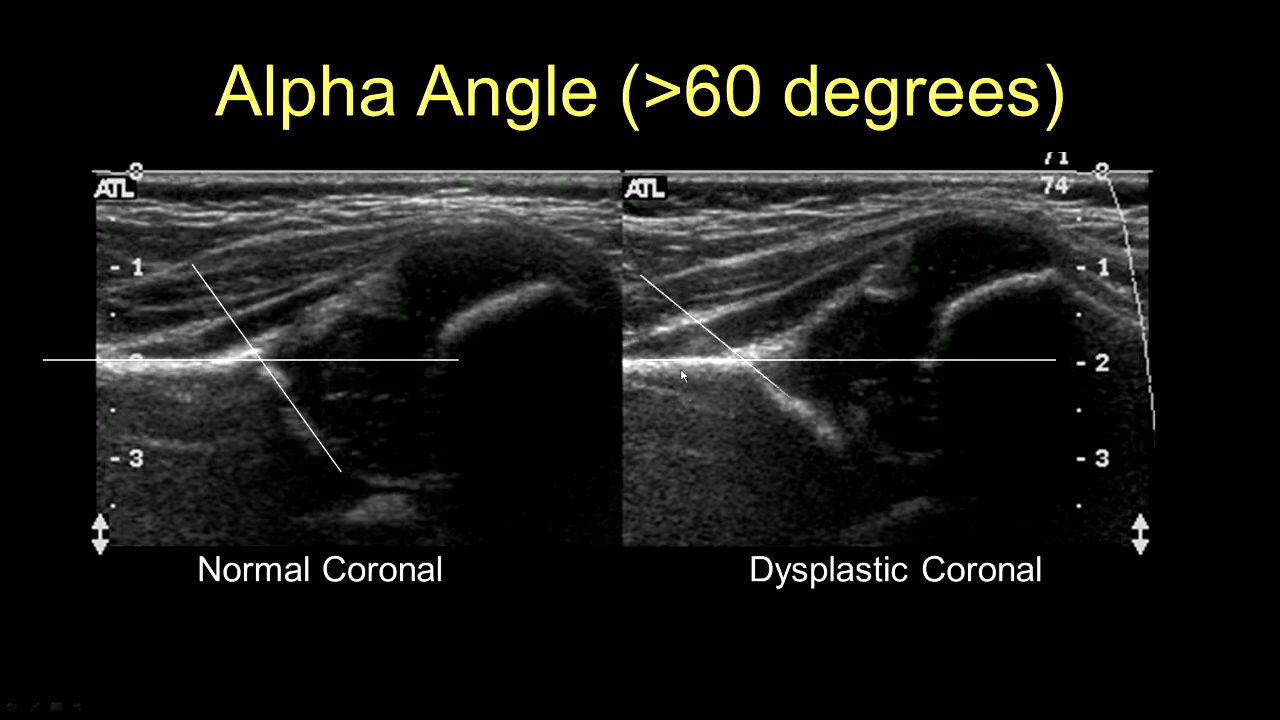 Alpha Angle (>60 degrees)
71
ATL
ATL
74
- 1
- 1
- 2
- 3
- 3
Normal Coronal
Dysplastic Coronal